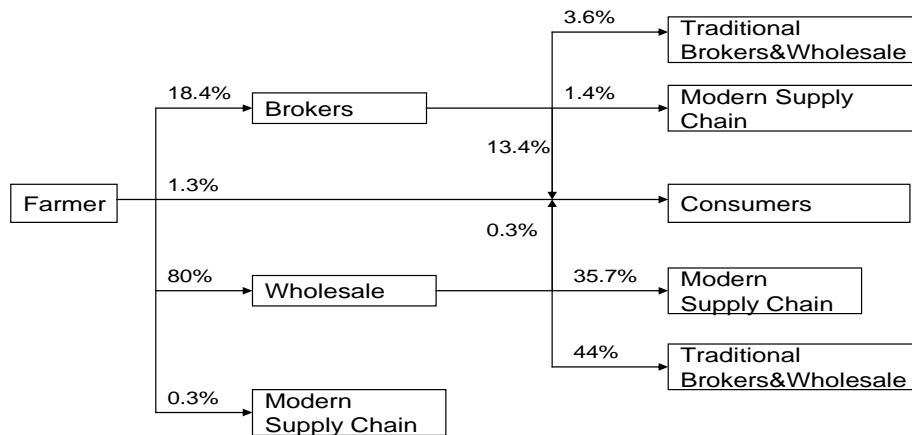 3.6%
Traditional
Brokers&Wholesale
18.4%
Brokers
1.4%
Modern Supply
Chain
13.4%
Farmer
1.3%
Consumers
0.3%
80%
Wholesale
35.7%
Modern
Supply Chain
44%
Traditional
Brokers&Wholesale
0.3%
Modern
Supply Chain